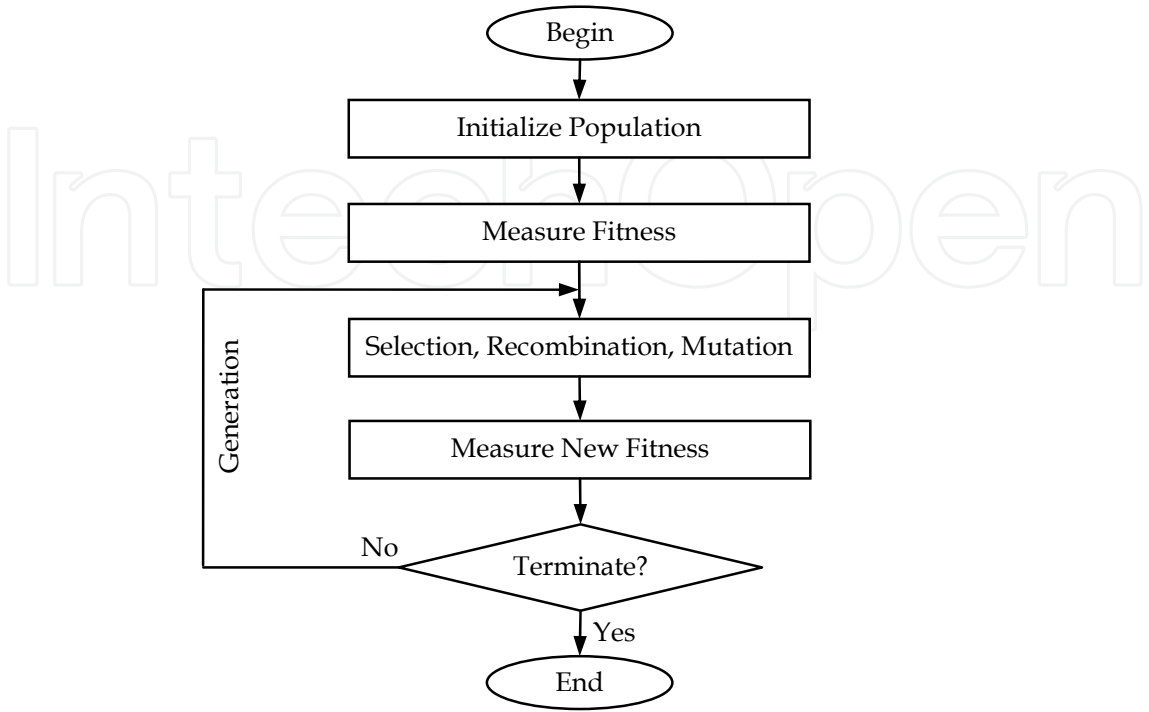 Begin
Initialize Population
IntechOpen
Measure Fitness
Selection, Recombination, Mutation
Generation
Measure New Fitness
No
Terminate?
Yes
End